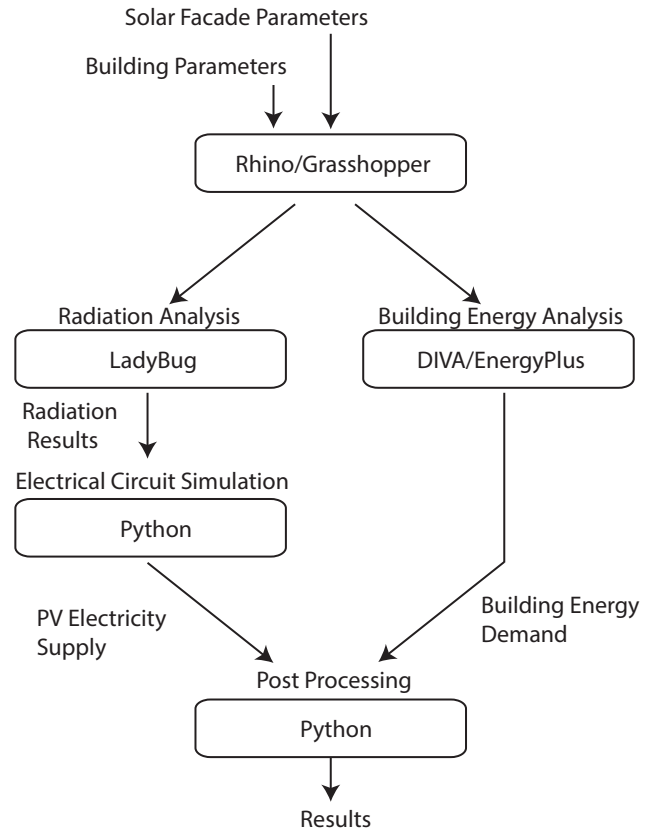 Solar Facade Parameters
Building Parameters
Rhino/Grasshopper
Radiation Analysis
LadyBug
Building Energy Analysis
DIVA/EnergyPlus
Radiation
Results
Electrical Circuit Simulation
Python
PV Electricity
Supply
Building Energy
Demand
Post Processing
Python
Results